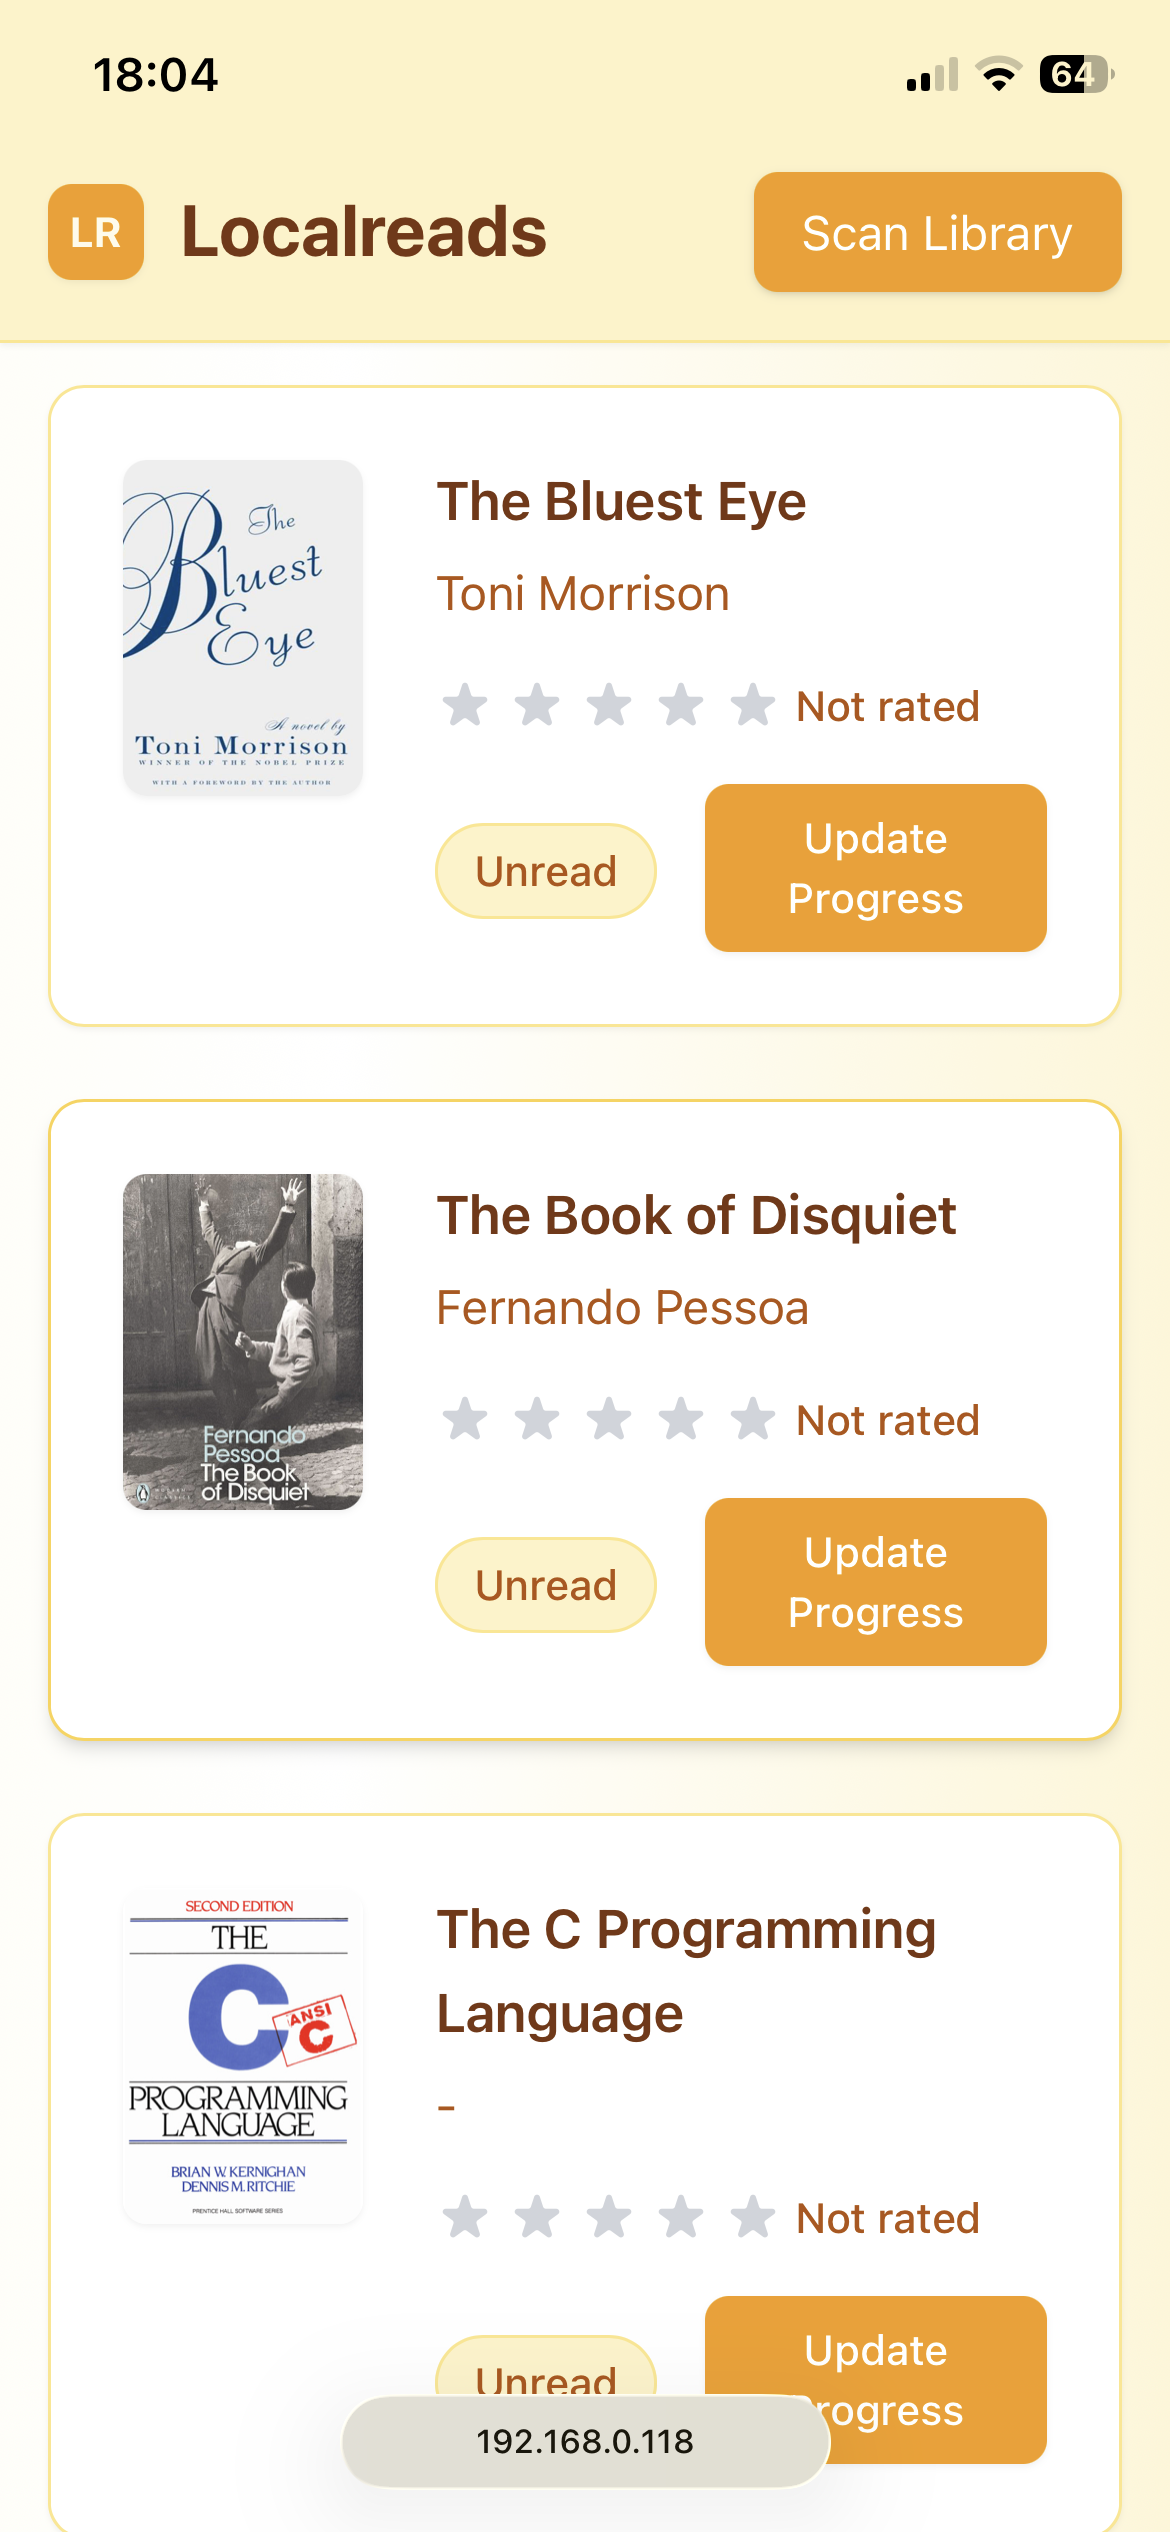 18:04
64
LR
Localreads
Scan Library
The
Bluest
Eye
A novel by
Toni Morrison
WINNER OF THE NOBEL PRIZE
WITH A FOREWORD BY THE AUTHOR
The Bluest Eye
Toni Morrison
Not rated
Unread
Update
Progress
Fernando
Pessoa
The Book
of Disquiet
The Book of Disquiet
Fernando Pessoa
Not rated
Unread
Update
Progress
SECOND EDITION
THE
C
ANSI
C
PROGRAMMING
LANGUAGE
BRIAN W. KERNIGHAN
DENNIS M. RITCHIE
PRENTICE HALL SOFTWARE SERIES
The C Programming
Language
-
Not rated
Unread
Update
Progress
192.168.0.118